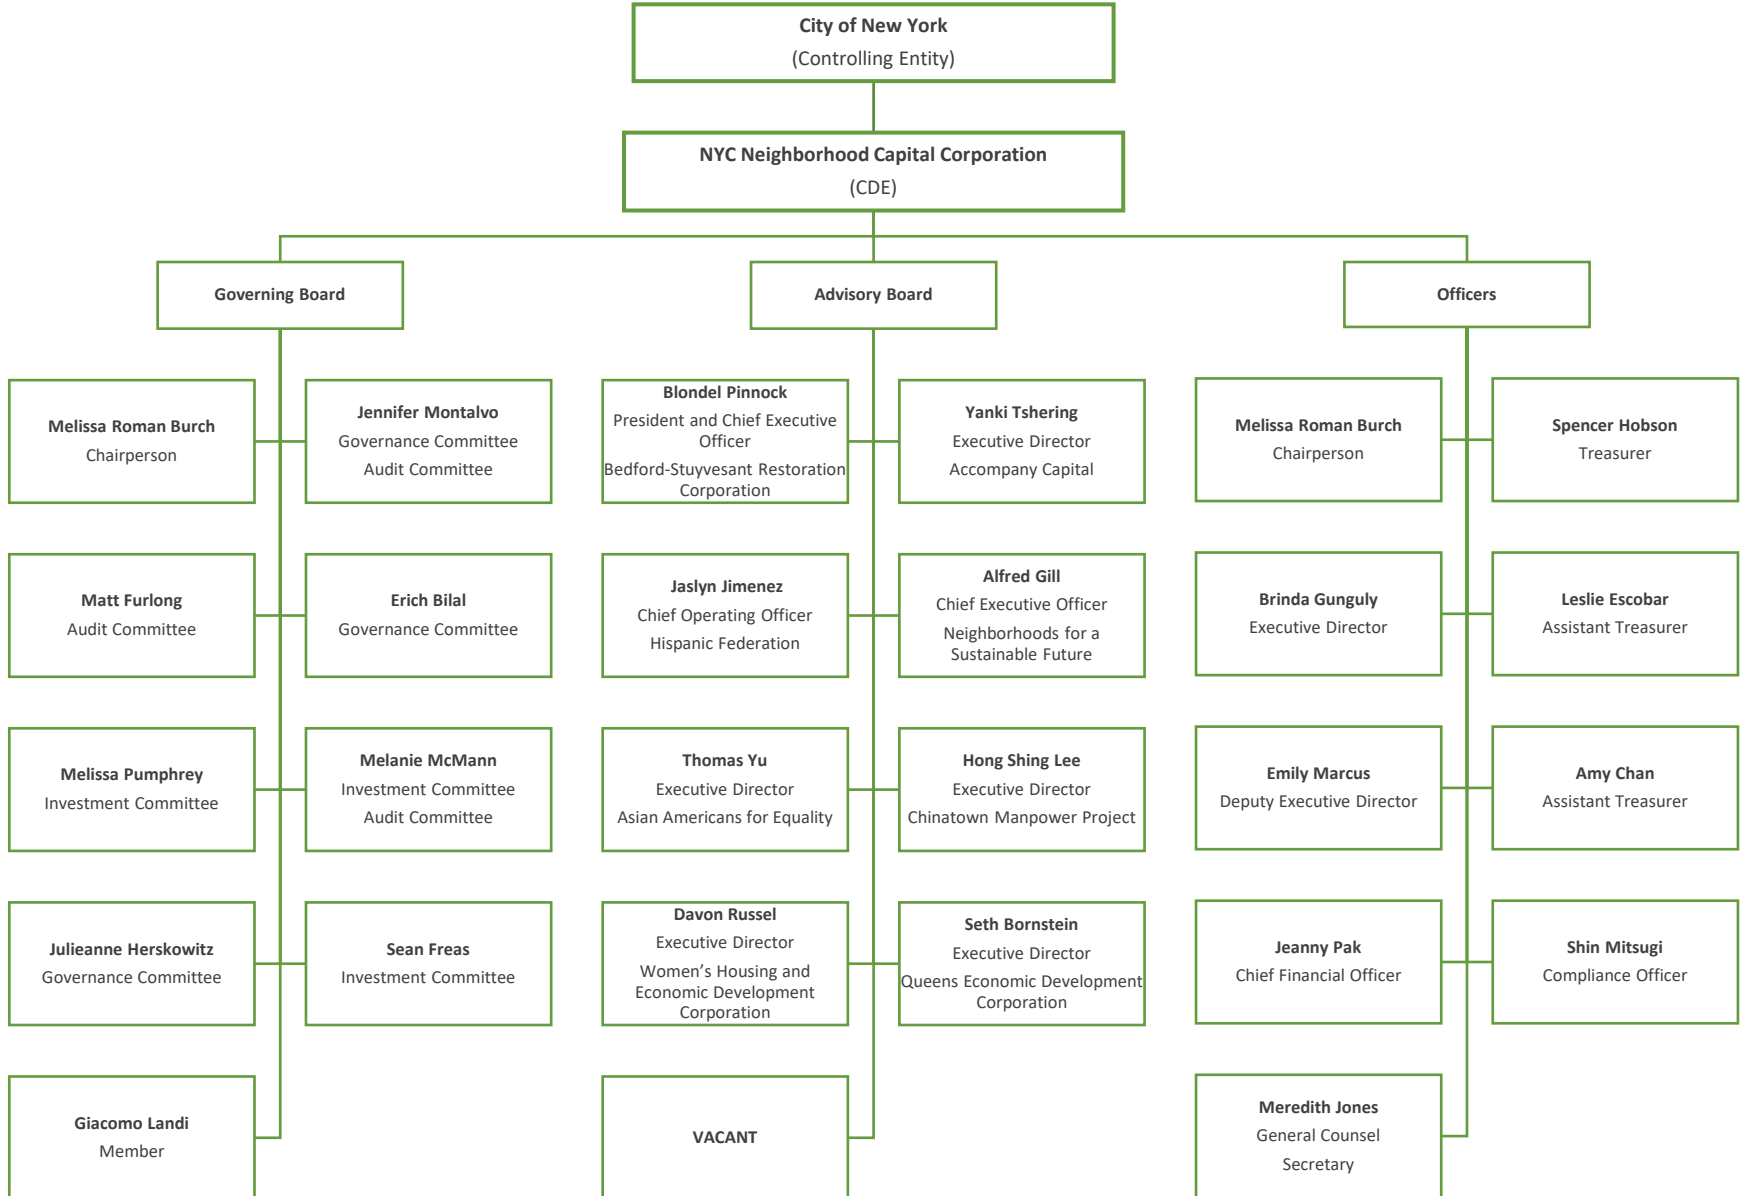 City of New York
(Controlling Entity)
NYC Neighborhood Capital Corporation
(CDE)
Governing Board
Advisory Board
Officers
Melissa Roman Burch
Chairperson
Jennifer Montalvo
Governance Committee
Audit Committee
Blondel Pinnock
President and Chief Executive
Officer
Bedford-Stuyvesant Restoration
Corporation
Yanki Tshering
Executive Director
Accompany Capital
Melissa Roman Burch
Chairperson
Spencer Hobson
Treasurer
Matt Furlong
Audit Committee
Erich Bilal
Governance Committee
Jaslyn Jimenez
Chief Operating Officer
Hispanic Federation
Alfred Gill
Chief Executive Officer
Neighborhoods for a
Sustainable Future
Brinda Gunguly
Executive Director
Leslie Escobar
Assistant Treasurer
Melissa Pumphrey
Investment Committee
Melanie McMann
Investment Committee
Audit Committee
Thomas Yu
Executive Director
Asian Americans for Equality
Hong Shing Lee
Executive Director
Chinatown Manpower Project
Emily Marcus
Deputy Executive Director
Amy Chan
Assistant Treasurer
Julieanne Herskowitz
Governance Committee
Sean Freas
Investment Committee
Davon Russel
Executive Director
Women’s Housing and
Economic Development
Corporation
Seth Bornstein
Executive Director
Queens Economic Development
Corporation
Jeanny Pak
Chief Financial Officer
Shin Mitsugi
Compliance Officer
Giacomo Landi
Member
VACANT
Meredith Jones
General Counsel
Secretary